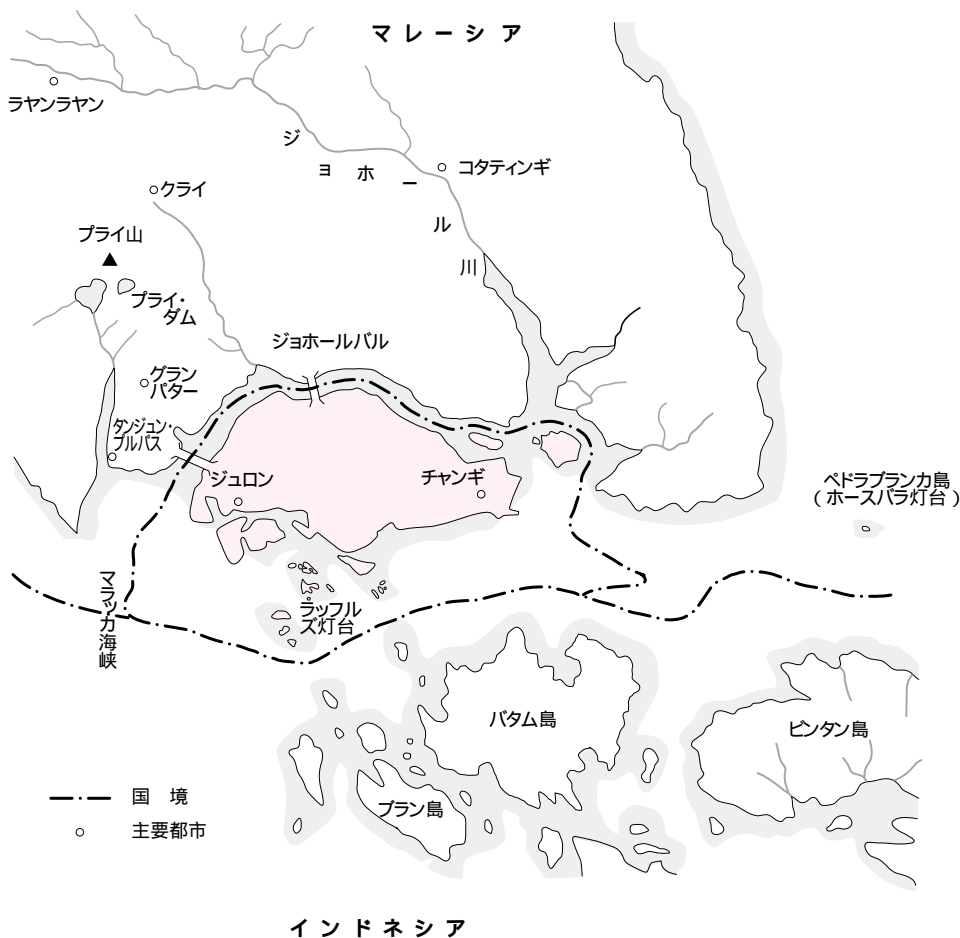 マレーシア
ラヤンラヤン
ジョホール川
コタティンギ
クライ
プライ山
プライ・
ダム
ジョホールバル
グラン
パター
タンジュン・
プルパス
ジュロン
チャンギ
ペドラブランカ島
(ホースバラ灯台)
マラッカ海峡
ラッフル
ズ灯台
バタム島
ビンタン島
ブラン島
国 境
主要都市
インドネシア